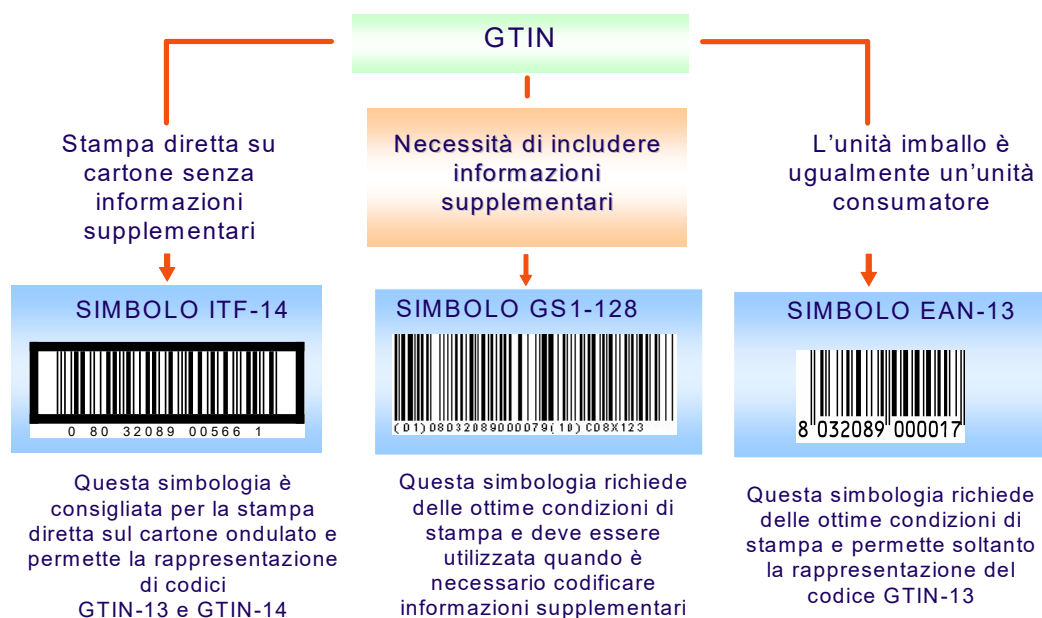 GTIN
Stampa diretta su
cartone senza
informazioni
supplementari
Necessità di includere
informazioni
supplementari
L'unità imballo è
ugualmente un'unità
consumatore
SIMBOLO ITF-14
0 80 32089 00566 1
SIMBOLO GS1-128
(01)08032089000079(10)C08X123
SIMBOLO EAN-13
8 032089 000017
Questa simbologia è
consigliata per la stampa
diretta sul cartone ondulato e
permette la rappresentazione
di codici
GTIN-13 e GTIN-14
Questa simbologia richiede
delle ottime condizioni di
stampa e deve essere
utilizzata quando è
necessario codificare
informazioni supplementari
Questa simbologia richiede
delle ottime condizioni di
stampa e permette soltanto
la rappresentazione del
codice GTIN-13